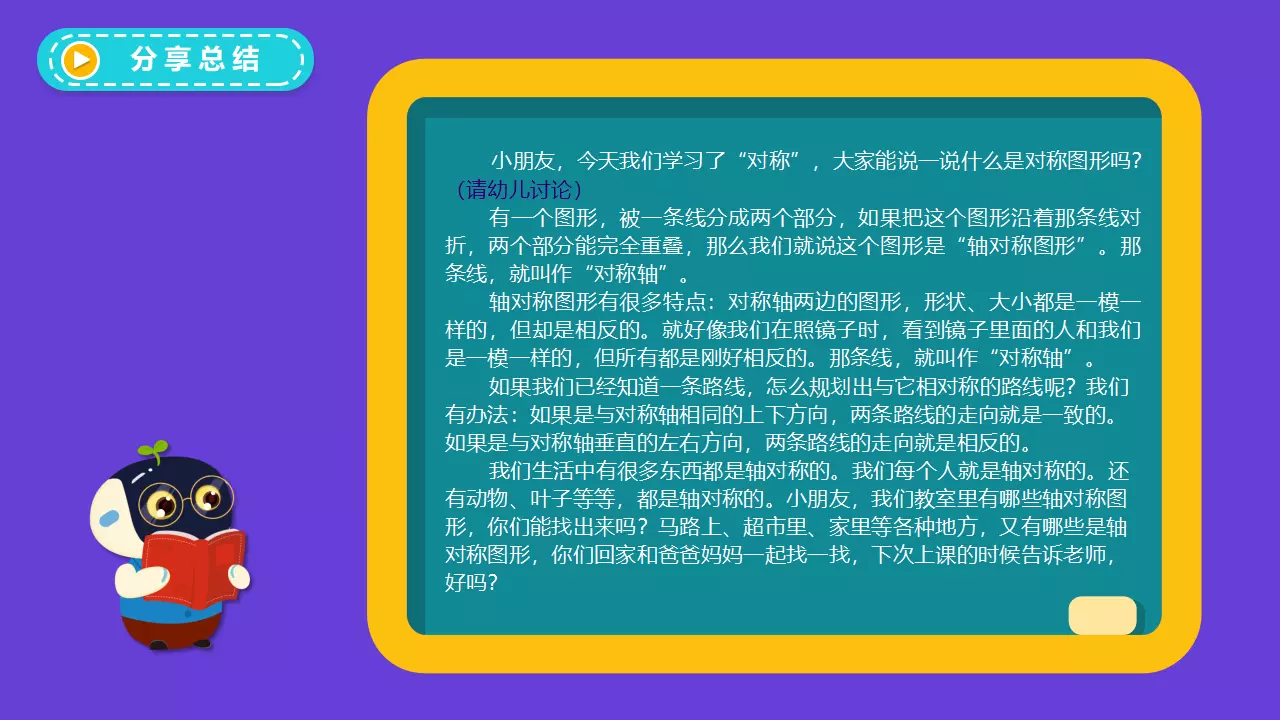 分享总结
小朋友，今天我们学习了“对称”，大家能说一说什么是对称图形吗？
（请幼儿讨论）
有一个图形，被一条线分成两个部分，如果把这个图形沿着那条线对
折，两个部分能完全重叠，那么我们就说这个图形是“轴对称图形”。那
条线，就叫作“对称轴”。
轴对称图形有很多特点：对称轴两边的图形，形状、大小都是一模一
样的，但却是相反的。就好像我们在照镜子时，看到镜子里面的人和我们
是一模一样的，但所有都是刚好相反的。那条线，就叫作“对称轴”。
如果我们已经知道一条路线，怎么规划出与它相对称的路线呢？我们
有办法：如果是与对称轴相同的上下方向，两条路线的走向就是一致的。
如果是与对称轴垂直的左右方向，两条路线的走向就是相反的。
我们生活中有很多东西都是轴对称的。我们每个人就是轴对称的。还
有动物、叶子等等，都是轴对称的。小朋友，我们教室里有哪些轴对称图
形，你们能找出来吗？马路上、超市里、家里等各种地方，又有哪些是轴
对称图形，你们回家和爸爸妈妈一起找一找，下次上课的时候告诉老师，
好吗？